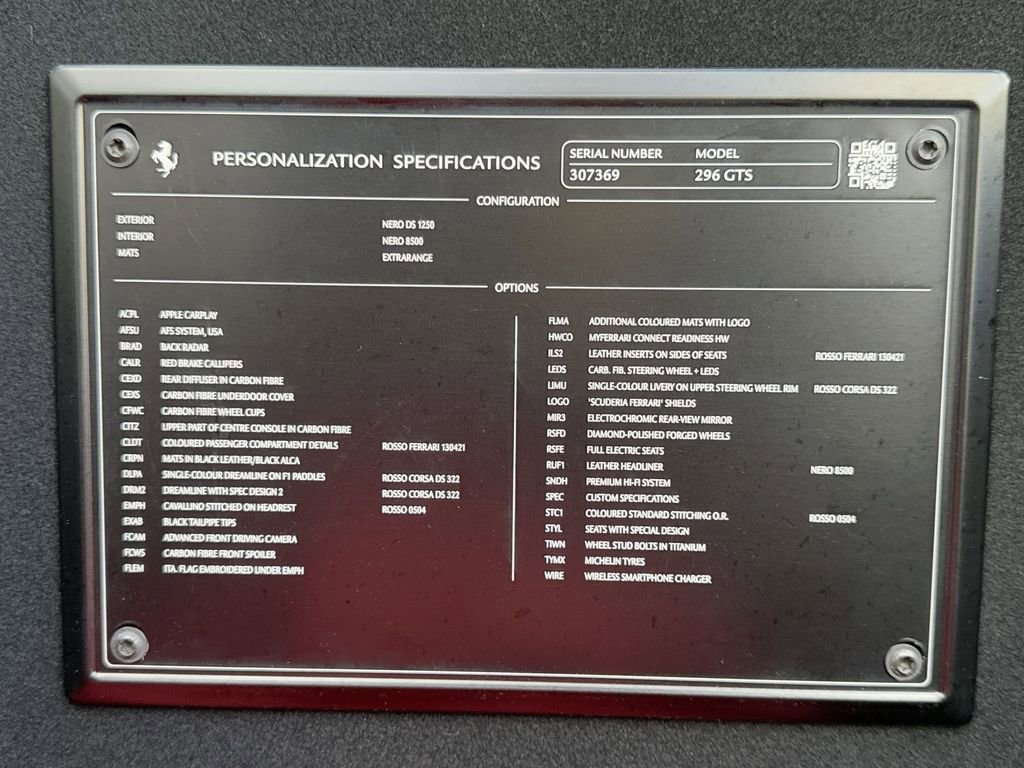 PERSONALIZATION SPECIFICATIONS
SERIAL NUMBER MODEL
307369 296 GTS
CONFIGURATION
EXTERIOR NERO DS 1250
INTERIOR NERO 8500
MATS EXTRARANGE
OPTIONS
ACPL APPLE CARPLAY
AFSU AFS SYSTEM, USA
BRAD BACK RADAR
CALR RED BRAKE CALLIPERS
CEXD REAR DIFFUSER IN CARBON FIBRE
CEXS CARBON FIBRE UNDERDOOR COVER
CFWC CARBON FIBRE WHEEL CUPS
CITZ UPPER PART OF CENTRE CONSOLE IN CARBON FIBRE
CLDT COLOURED PASSENGER COMPARTMENT DETAILS ROSSO FERRARI 130421
CRPN MATS IN BLACK LEATHER/BLACK ALCA
DLPA SINGLE-COLOUR DREAMLINE ON F1 PADDLES ROSSO CORSA DS 322
DRM2 DREAMLINE WITH SPEC DESIGN 2 ROSSO CORSA DS 322
EMPH CAVALLINO STITCHED ON HEADREST ROSSO 0504
EXAB BLACK TAILPIPE TIPS
FCAM ADVANCED FRONT DRIVING CAMERA
FCWS CARBON FIBRE FRONT SPOILER
FLEM ITA. FLAG EMBROIDERED UNDER EMPH
FLMA ADDITIONAL COLOURED MATS WITH LOGO
HWCO MYFERRARI CONNECT READINESS HW
ILS2 LEATHER INSERTS ON SIDES OF SEATS ROSSO FERRARI 130421
LEDS CARB. FIB. STEERING WHEEL + LEDS
LIMU SINGLE-COLOUR LIVERY ON UPPER STEERING WHEEL RIM ROSSO CORSA DS 322
LOGO 'SCUDERIA FERRARI' SHIELDS
MIR3 ELECTROCHROMIC REAR-VIEW MIRROR
RSFD DIAMOND-POLISHED FORGED WHEELS
RSFE FULL ELECTRIC SEATS
RUF1 LEATHER HEADLINER NERO 8500
SNDH PREMIUM HI-FI SYSTEM
SPEC CUSTOM SPECIFICATIONS
STC1 COLOURED STANDARD STITCHING O.R. ROSSO 0504
STYL SEATS WITH SPECIAL DESIGN
TIWN WHEEL STUD BOLTS IN TITANIUM
TYMX MICHELIN TYRES
WIRE WIRELESS SMARTPHONE CHARGER